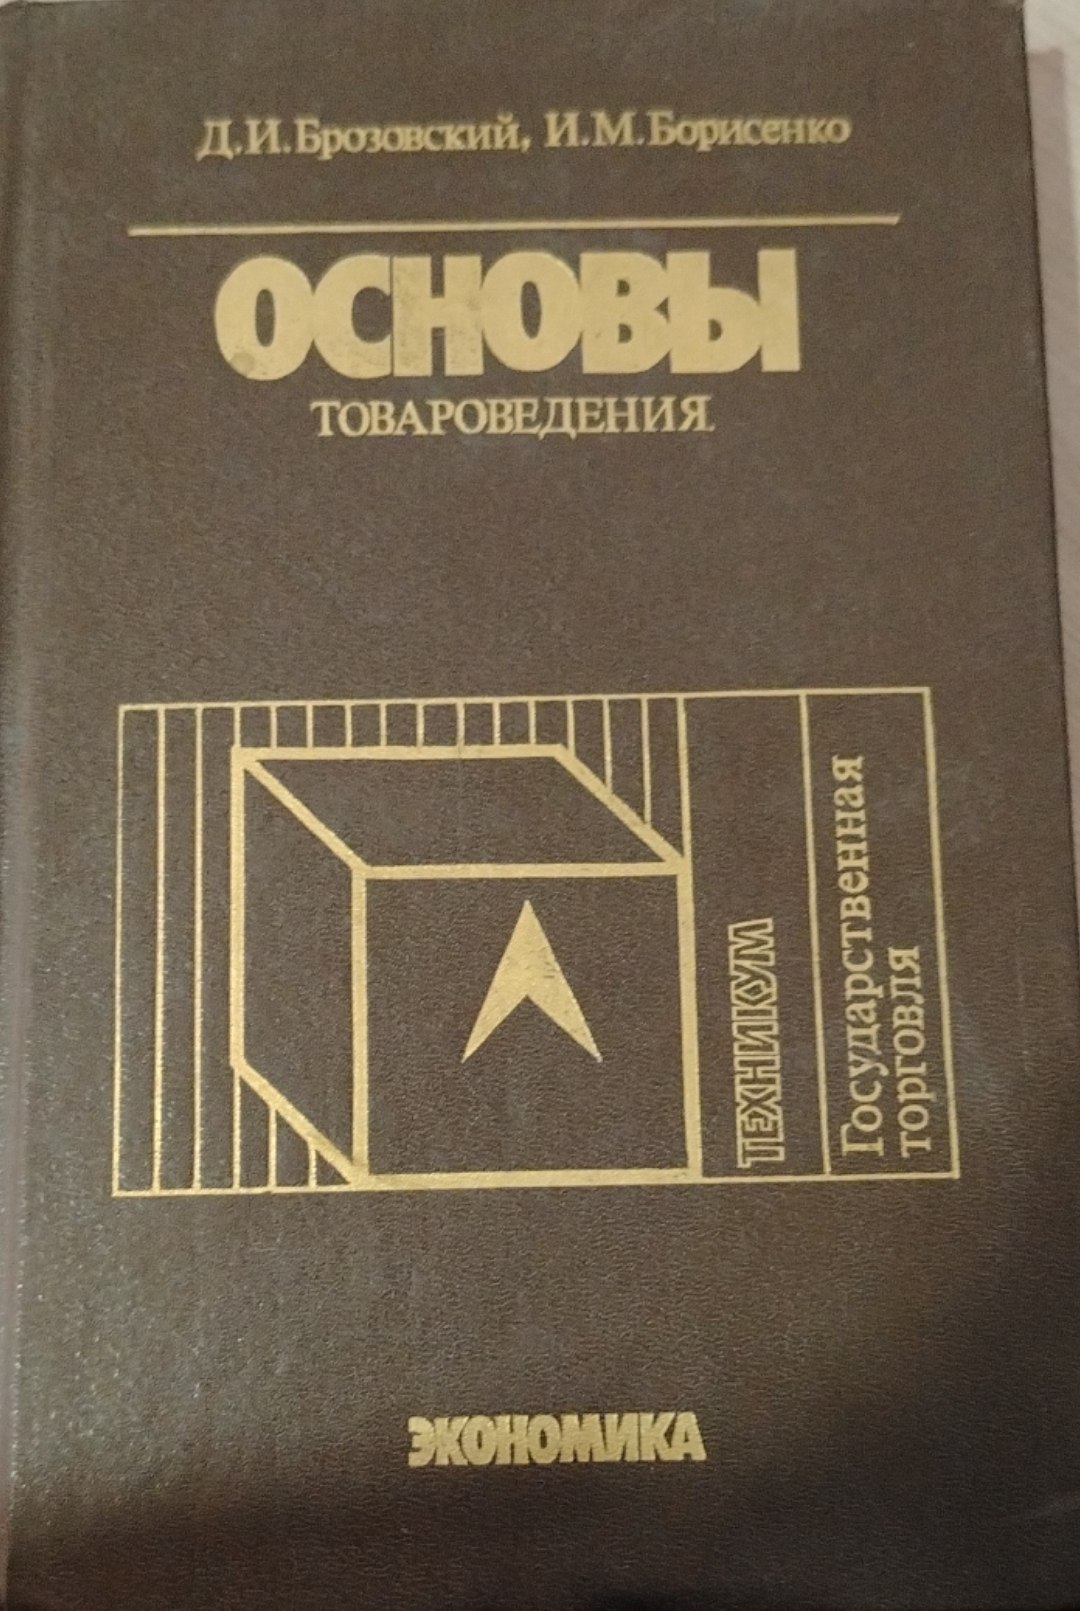 Д.И.Брозовский, И.М.Борисенко
ОСНОВЫ
ТОВАРОВЕДЕНИЯ
ТЕХНИКУМ
Государственная
торговля
ЭКОНОМИКА